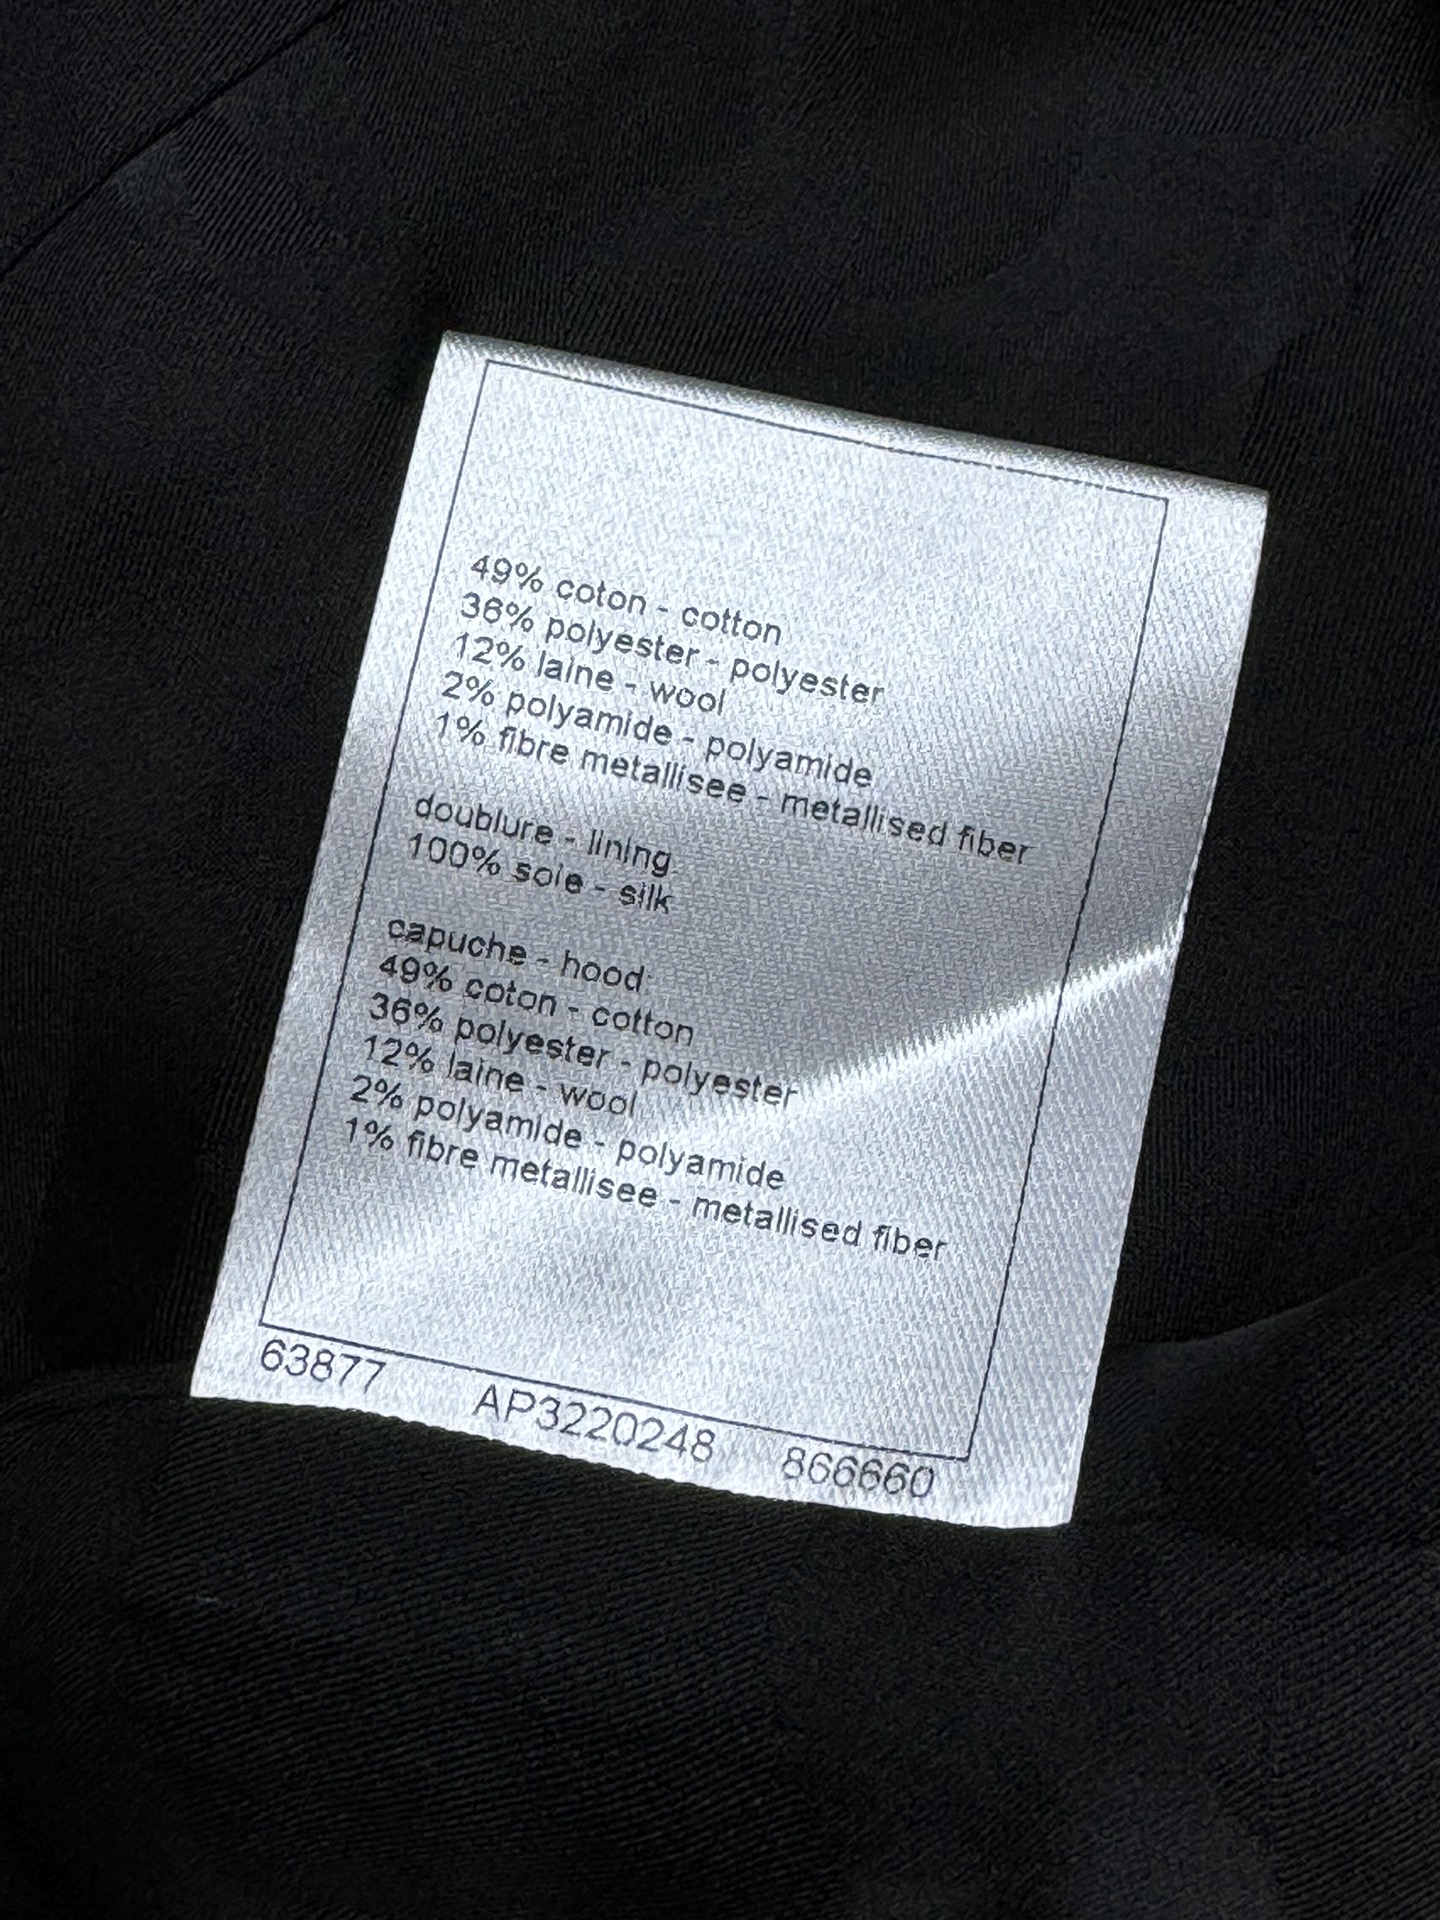 49% coton - cotton
36% polyester - polyester
12% laine - wool
2% polyamide - polyamide
1% fibre metallisee - metallised fiber
doublure - lining
100% soie - silk
capuche - hood:
49% coton - cotton
36% polyester - polyester
12% laine - wool
2% polyamide - polyamide
1% fibre metallisee - metallised fiber
63877 AP3220248 866660